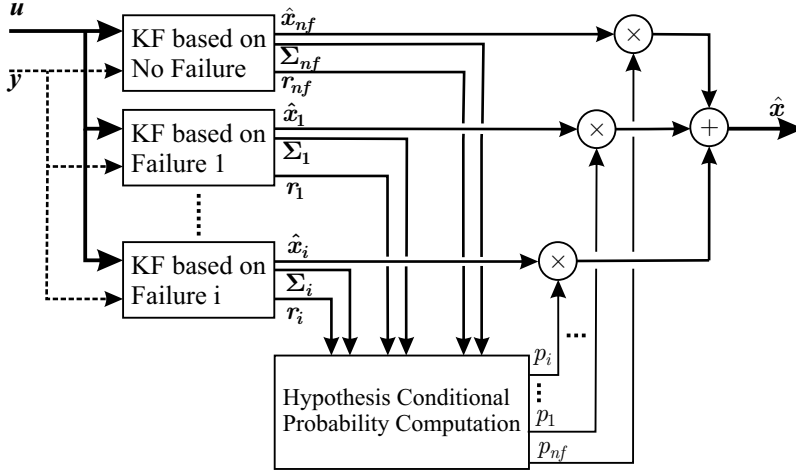 u
y
KF based on
No Failure
x̂_nf
Σ_nf
r_nf
×
KF based on
Failure 1
x̂_1
Σ_1
r_1
×
+
x̂
KF based on
Failure i
x̂_i
Σ_i
r_i
×
Hypothesis Conditional
Probability Computation
p_i
p_1
p_nf